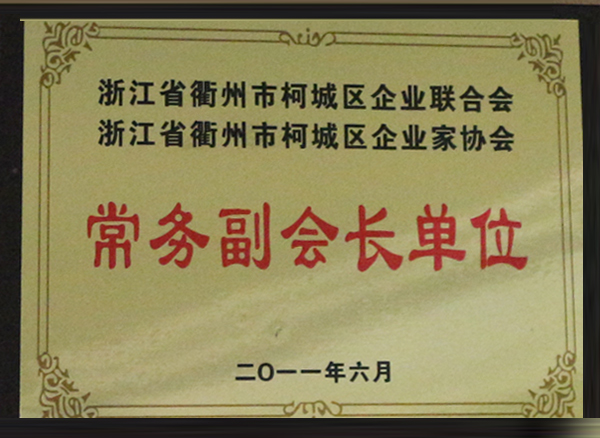 浙江省衢州市柯城区企业联合会
浙江省衢州市柯城区企业家协会
常务副会长单位
二〇一一年六月